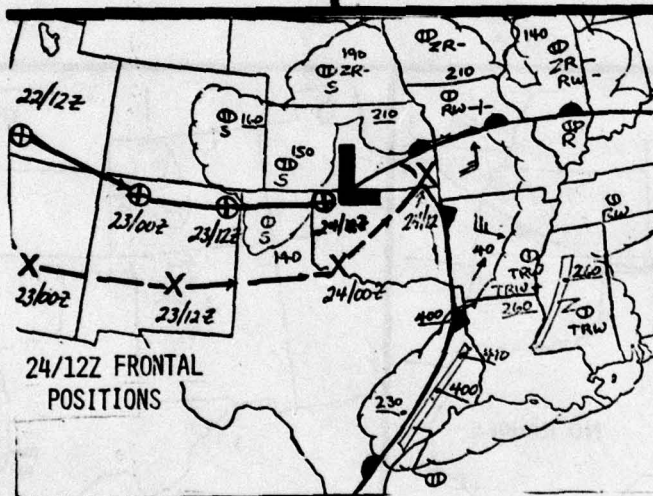 190
ZR-
S
ZR-
140
ZR-
RW-
22/12Z
160
S
210
210
RW-
R
150
S
L
23/00Z
23/12Z
24/12
RW
S
140
40
23/00Z
23/12Z
24/00Z
TRW
TRW+
260
260
TRW
400
24/12Z FRONTAL
POSITIONS
410
400
230